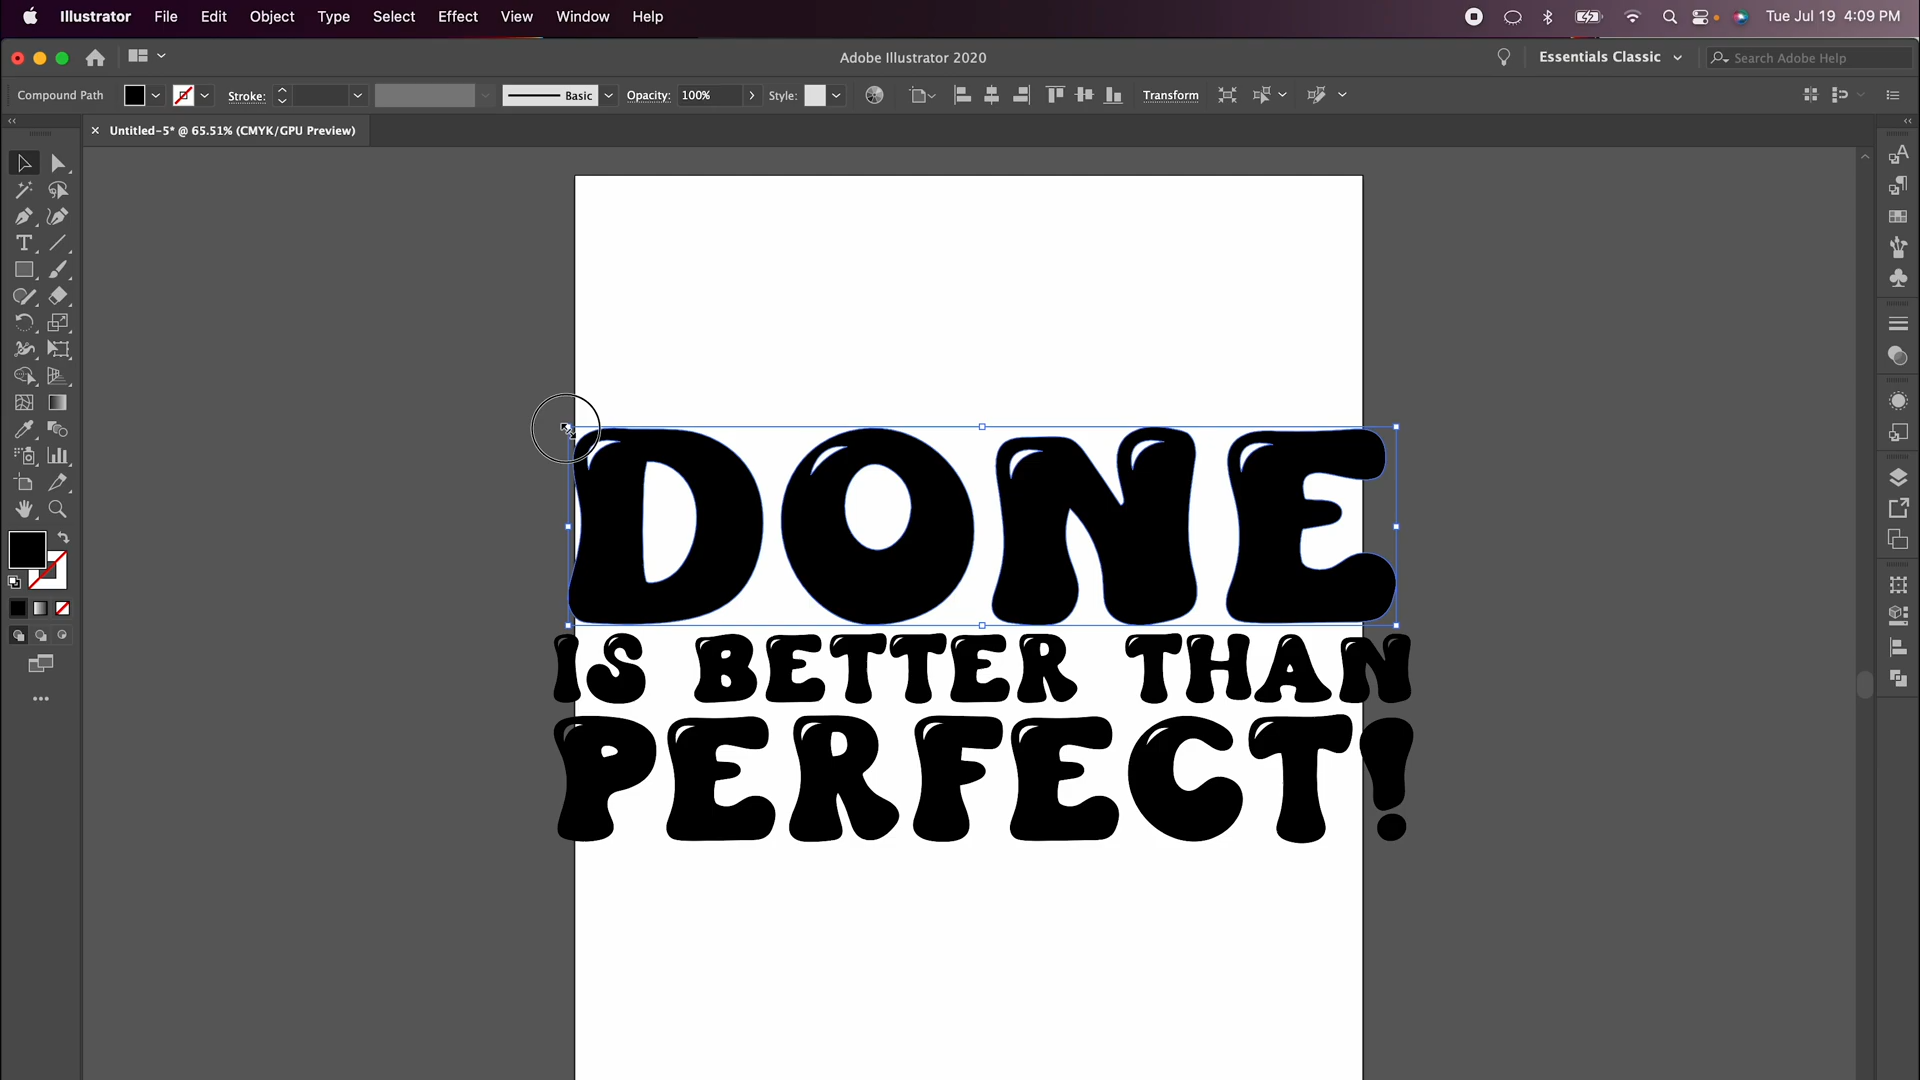 Illustrator File Edit Object Type Select Effect View Window Help Tue Jul 19 4:09 PM
Adobe Illustrator 2020 Essentials Classic Search Adobe Help
Compound Path Stroke: Basic Opacity: 100% Style: Transform
× Untitled-5* @ 65.51% (CMYK/GPU Preview)
DONE
IS BETTER THAN
PERFECT!